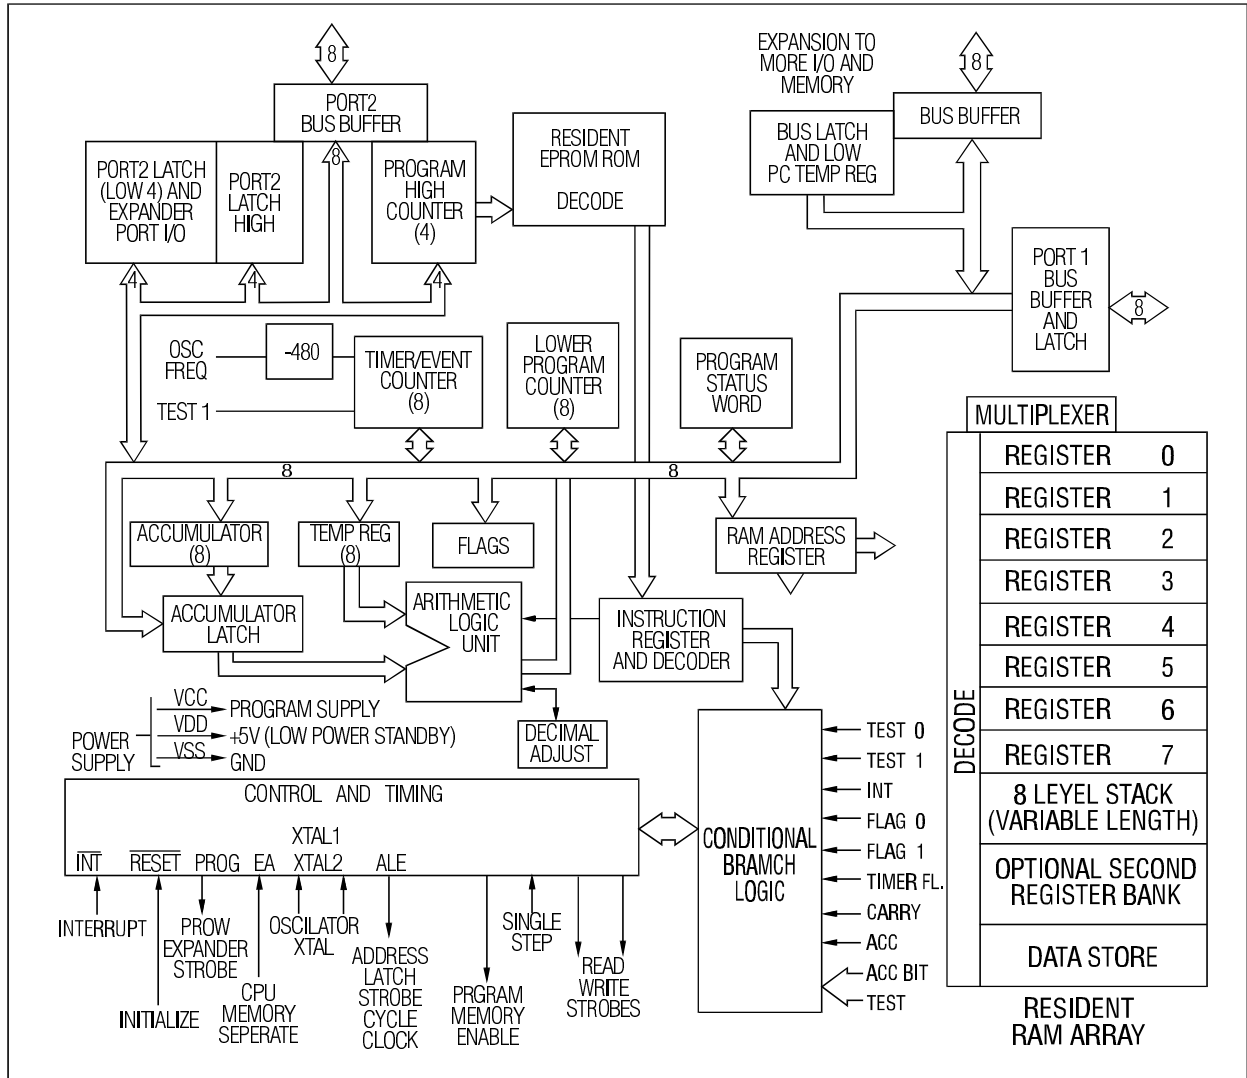 8
PORT2
BUS BUFFER
8
PORT2 LATCH
(LOW 4) AND
EXPANDER
PORT I/O
PORT2
LATCH
HIGH
PROGRAM
HIGH
COUNTER
(4)
RESIDENT
EPROM ROM
DECODE
EXPANSION TO
MORE I/O AND
MEMORY
8
BUS LATCH
AND LOW
PC TEMP REG
BUS BUFFER
PORT 1
BUS
BUFFER
AND
LATCH
8
4
4
4
OSC
FREQ
-480
TEST 1
TIMER/EVENT
COUNTER
(8)
LOWER
PROGRAM
COUNTER
(8)
PROGRAM
STATUS
WORD
8
8
ACCUMULATOR
(8)
TEMP REG
(8)
FLAGS
RAM ADDRESS
REGISTER
ACCUMULATOR
LATCH
ARITHMETIC
LOGIC
UNIT
INSTRUCTION
REGISTER
AND DECODER
DECIMAL
ADJUST
POWER
SUPPLY
VCC
PROGRAM SUPPLY
VDD
+5V (LOW POWER STANDBY)
VSS
GND
CONTROL AND TIMING
XTAL1
INT RESET PROG EA XTAL2 ALE
INTERRUPT
INITIALIZE
PROW
EXPANDER
STROBE
CPU
MEMORY
SEPERATE
OSCILATOR
XTAL
ADDRESS
LATCH
STROBE
CYCLE
CLOCK
PRGRAM
MEMORY
ENABLE
SINGLE
STEP
READ
WRITE
STROBES
CONDITIONAL
BRAMCH
LOGIC
TEST 0
TEST 1
INT
FLAG 0
FLAG 1
TIMER FL.
CARRY
ACC
ACC BIT
TEST
MULTIPLEXER
DECODE
REGISTER 0
REGISTER 1
REGISTER 2
REGISTER 3
REGISTER 4
REGISTER 5
REGISTER 6
REGISTER 7
8 LEYEL STACK
(VARIABLE LENGTH)
OPTIONAL SECOND
REGISTER BANK
DATA STORE
RESIDENT
RAM ARRAY